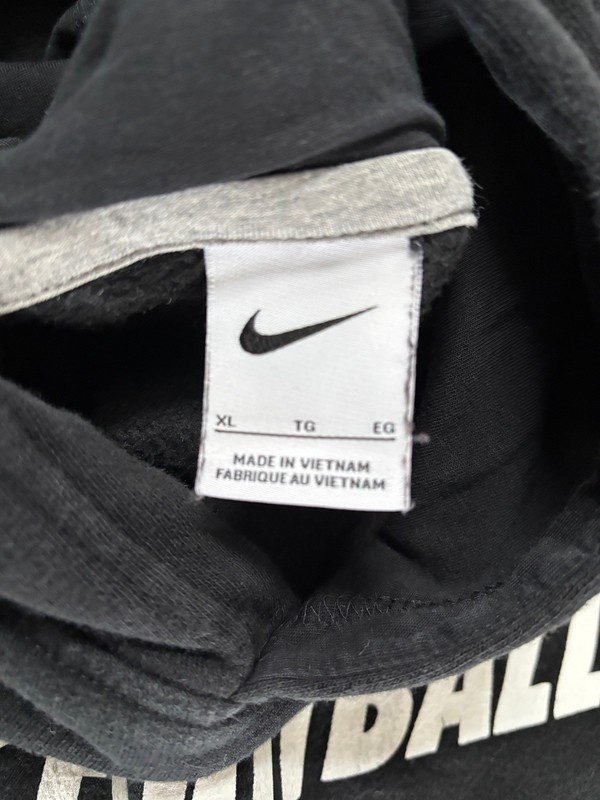 XL TG EG
MADE IN VIETNAM
FABRIQUE AU VIETNAM